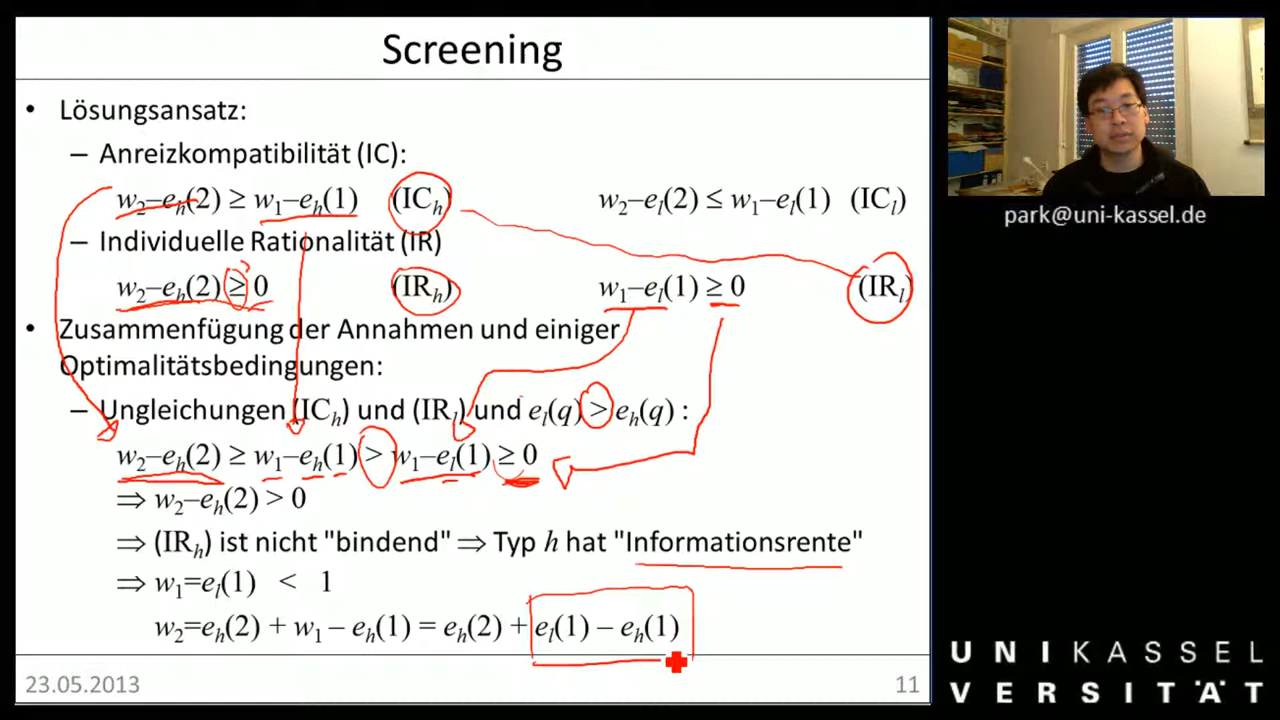 Screening
• Lösungsansatz:
– Anreizkompatibilität (IC):
w₂–eₕ(2) ≥ w₁–eₕ(1) (ICₕ) w₂–eₗ(2) ≤ w₁–eₗ(1) (ICₗ)
– Individuelle Rationalität (IR)
w₂–eₕ(2) ≥ 0 (IRₕ) w₁–eₗ(1) ≥ 0 (IRₗ)
• Zusammenfügung der Annahmen und einiger
Optimalitätsbedingungen:
– Ungleichungen (ICₕ) und (IRₗ) und eₗ(q) > eₕ(q) :
w₂–eₕ(2) ≥ w₁–eₕ(1) > w₁–eₗ(1) ≥ 0
⇒ w₂–eₕ(2) > 0
⇒ (IRₕ) ist nicht "bindend" ⇒ Typ h hat "Informationsrente"
⇒ w₁=eₗ(1) < 1
w₂=eₕ(2) + w₁ – eₕ(1) = eₕ(2) + eₗ(1) – eₕ(1)
23.05.2013 11
park@uni-kassel.de
UNIKASSEL
VERSITÄT